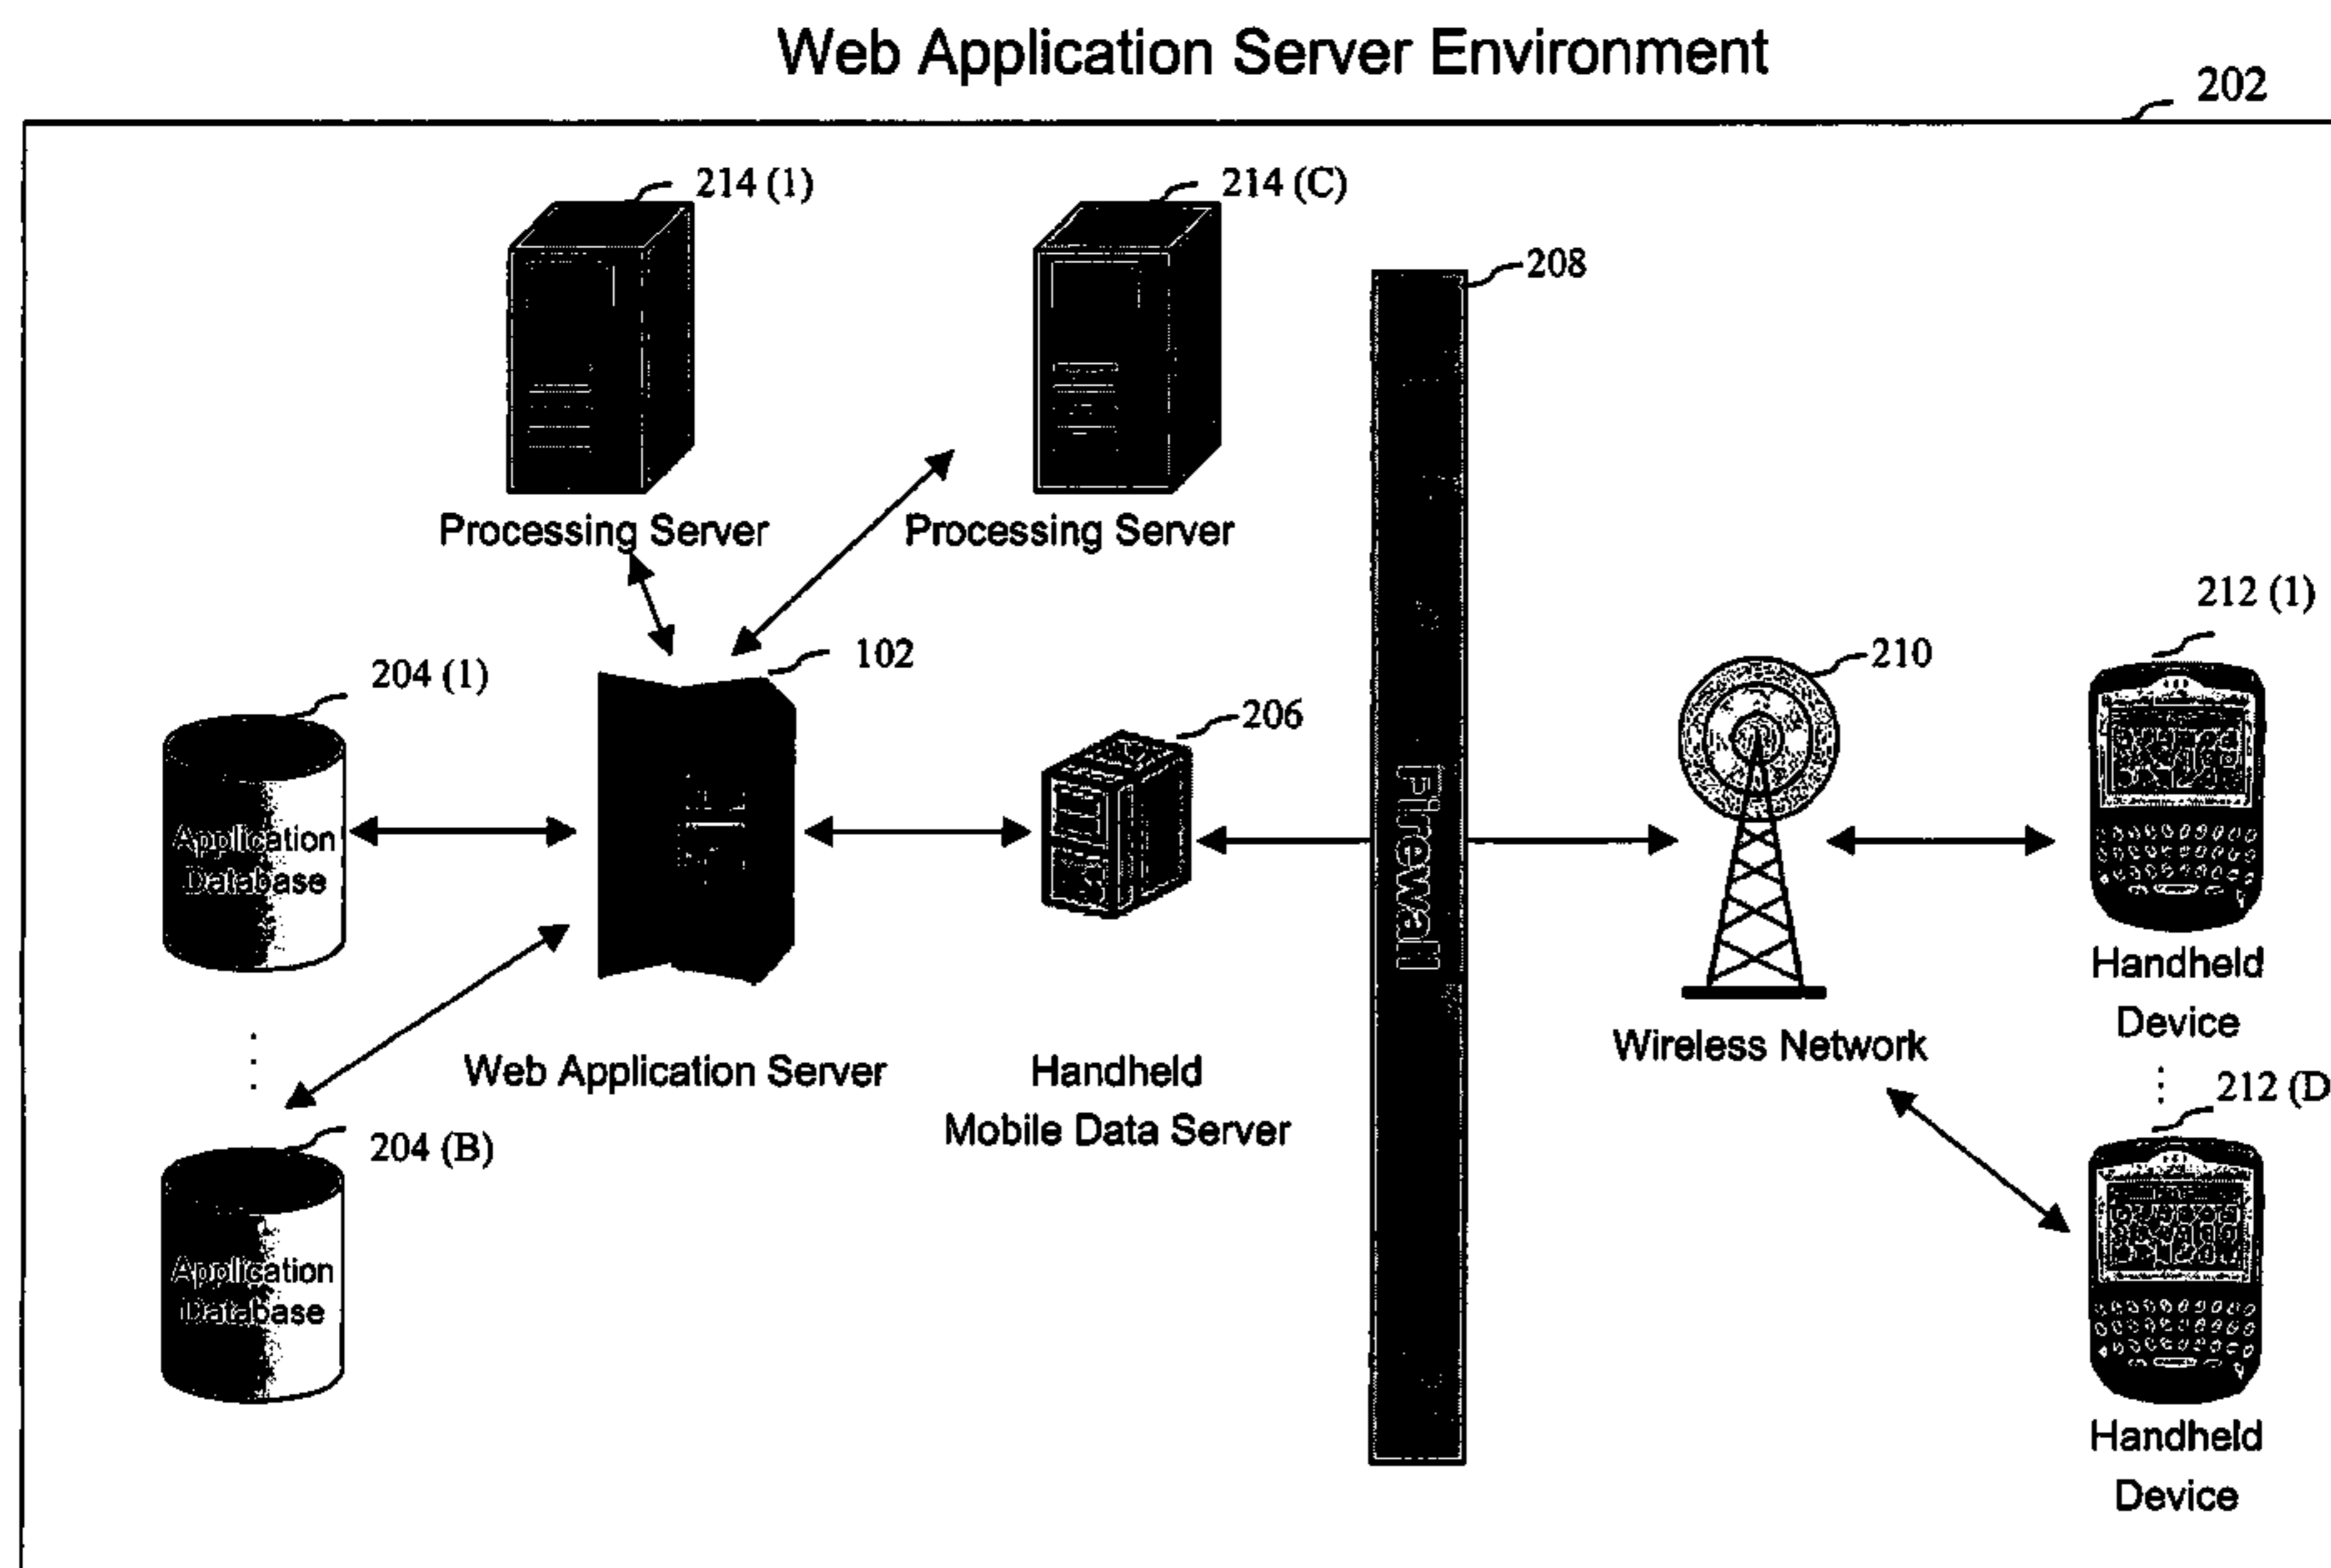 Web Application Server Environment
202
214 (1)
214 (C)
208
Processing Server
Processing Server
212 (1)
102
210
204 (1)
206
Application
Database
Firewall
Handheld
Device
Wireless Network
Web Application Server
Handheld
Mobile Data Server
212 (D
204 (B)
Application
Database
Handheld
Device